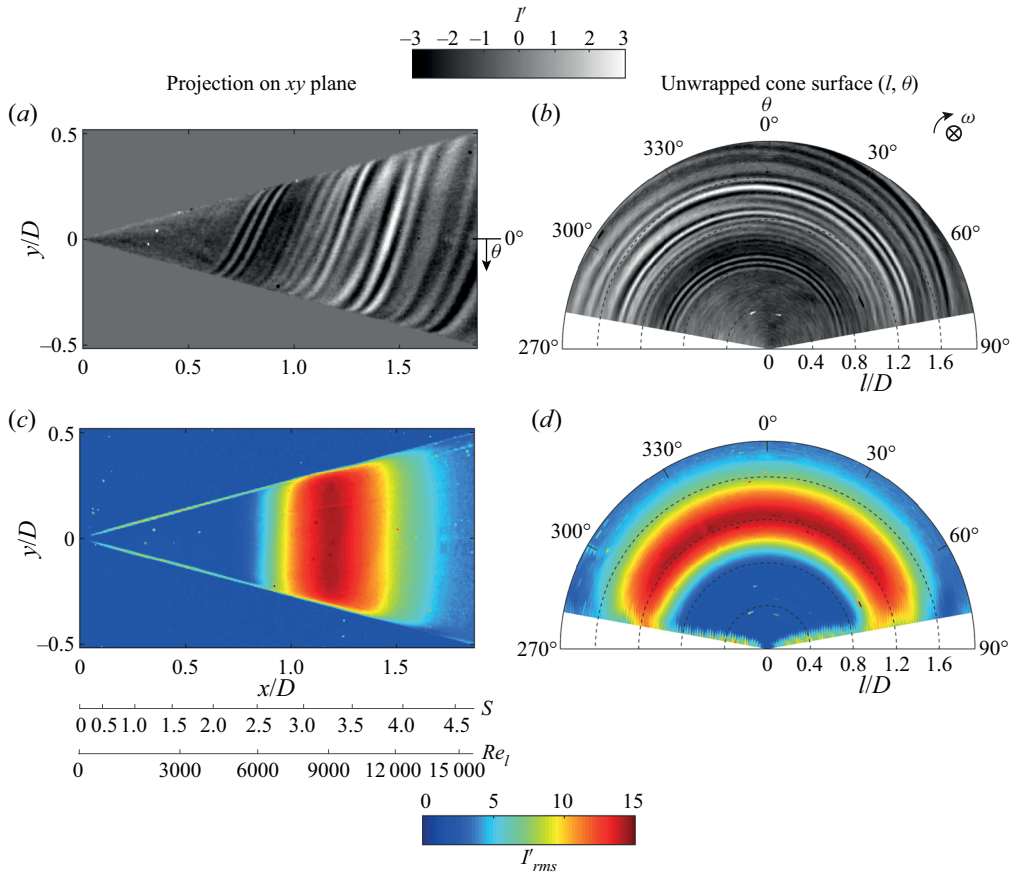 I′
−3 −2 −1 0 1 2 3
Projection on xy plane
Unwrapped cone surface (l, θ)
(a)
0.5
0
−0.5
y/D
0 0.5 1.0 1.5
0°
θ
(b)
θ
0°
330° 30°
300° 60°
270° 90°
0 0.4 0.8 1.2 1.6
l/D
ω
(c)
0.5
0
−0.5
y/D
0 0.5 1.0 1.5
x/D
(d)
0°
330° 30°
300° 60°
270° 90°
0 0.4 0.8 1.2 1.6
l/D
S
0 0.5 1.0 1.5 2.0 2.5 3.0 3.5 4.0 4.5
Re_l
0 3000 6000 9000 12 000 15 000
0 5 10 15
I′rms